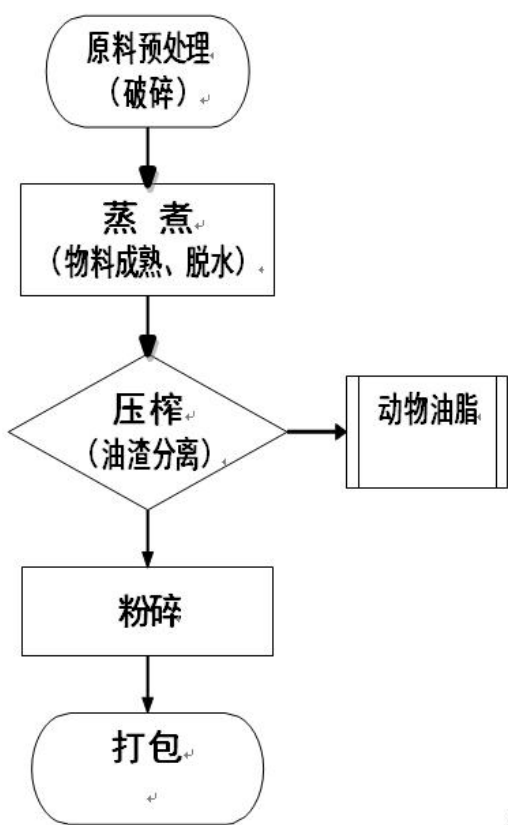 原料预处理
（破碎）
蒸 煮
（物料成熟、脱水）
压榨
（油渣分离）
动物油脂
粉碎
打包